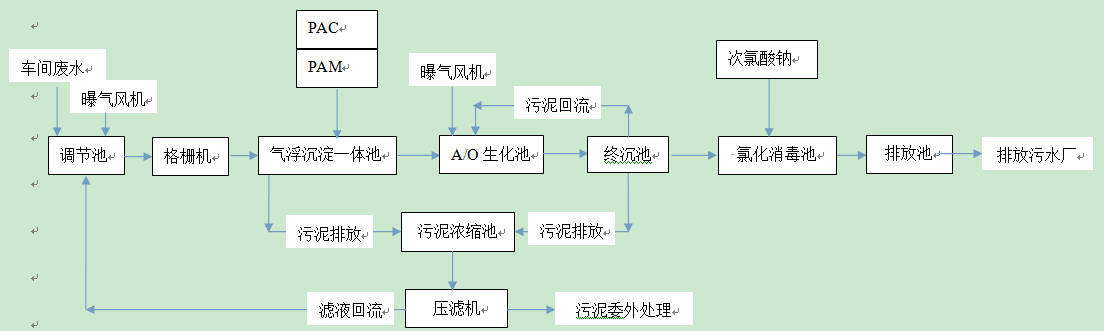 PAC
PAM
车间废水
曝气风机
曝气风机
次氯酸钠
污泥回流
调节池
格栅机
气浮沉淀一体池
A/O 生化池
终沉池
氯化消毒池
排放池
排放污水厂
污泥排放
污泥浓缩池
污泥排放
滤液回流
压滤机
污泥委外处理